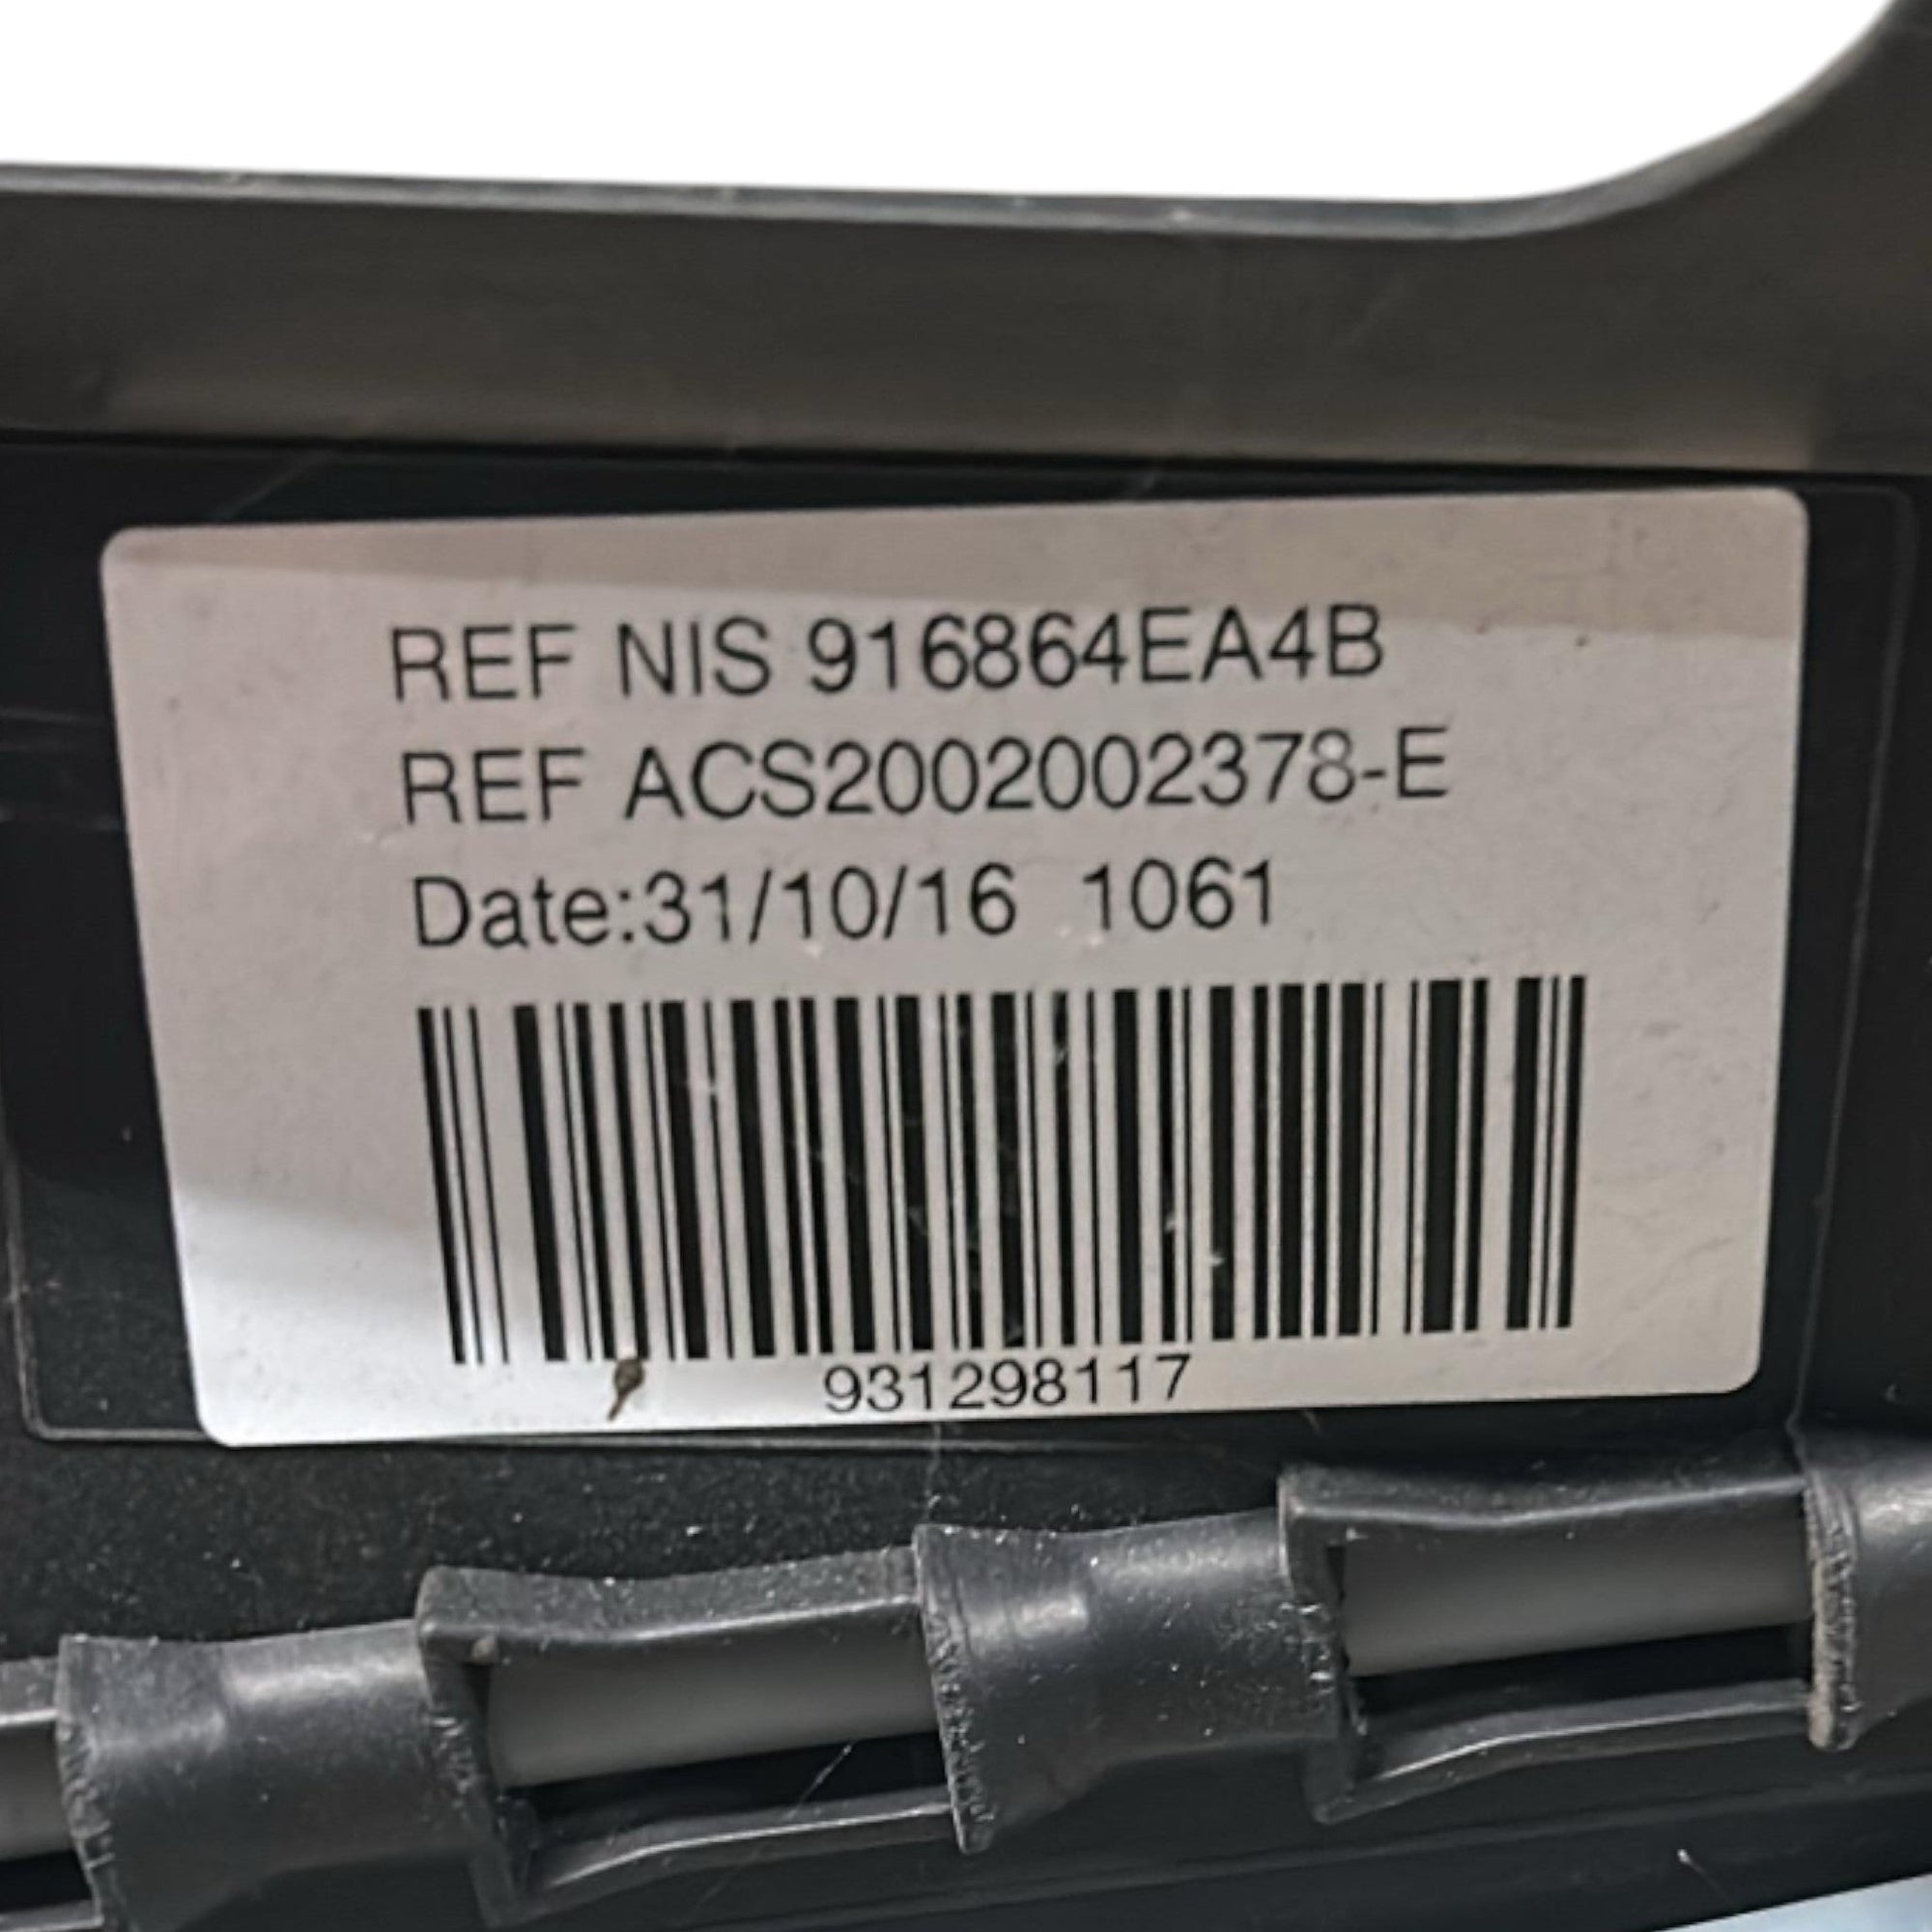 REF NIS 916864EA4B
REF ACS2002002378-E
Date:31/10/16 1061
931298117